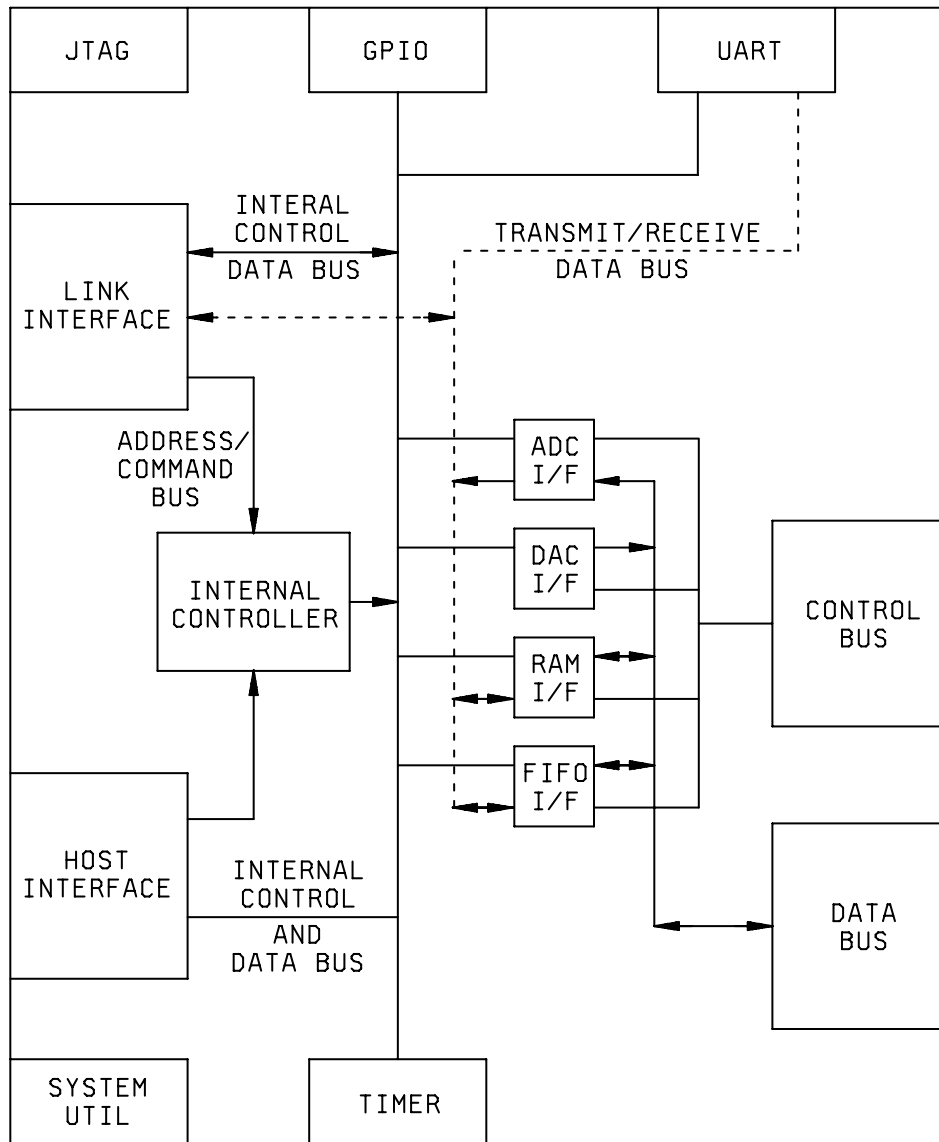 JTAG
GPIO
UART
INTERAL
CONTROL
DATA BUS
TRANSMIT/RECEIVE
DATA BUS
LINK
INTERFACE
ADDRESS/
COMMAND
BUS
ADC
I/F
DAC
I/F
INTERNAL
CONTROLLER
CONTROL
BUS
RAM
I/F
FIFO
I/F
HOST
INTERFACE
INTERNAL
CONTROL
AND
DATA BUS
DATA
BUS
SYSTEM
UTIL
TIMER